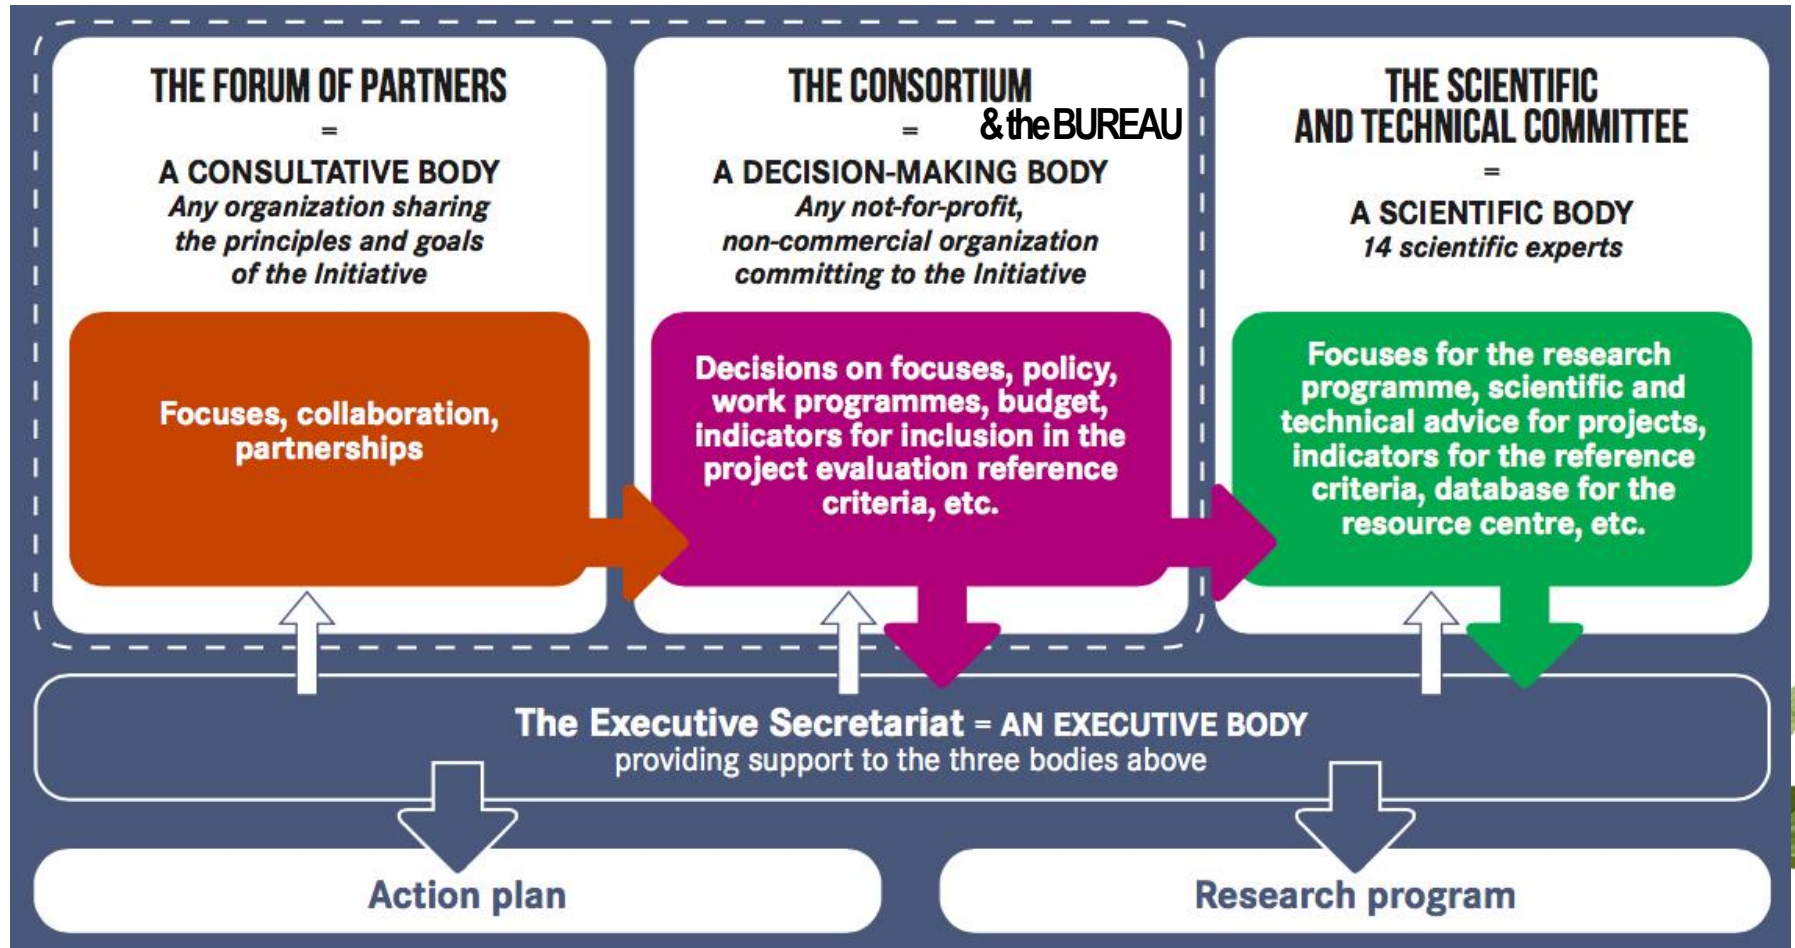 THE FORUM OF PARTNERS
=
A CONSULTATIVE BODY
Any organization sharing
the principles and goals
of the Initiative
Focuses, collaboration,
partnerships
THE CONSORTIUM
& the BUREAU
=
A DECISION-MAKING BODY
Any not-for-profit,
non-commercial organization
committing to the Initiative
Decisions on focuses, policy,
work programmes, budget,
indicators for inclusion in the
project evaluation reference
criteria, etc.
THE SCIENTIFIC
AND TECHNICAL COMMITTEE
=
A SCIENTIFIC BODY
14 scientific experts
Focuses for the research
programme, scientific and
technical advice for projects,
indicators for the reference
criteria, database for the
resource centre, etc.
The Executive Secretariat = AN EXECUTIVE BODY
providing support to the three bodies above
Action plan
Research program